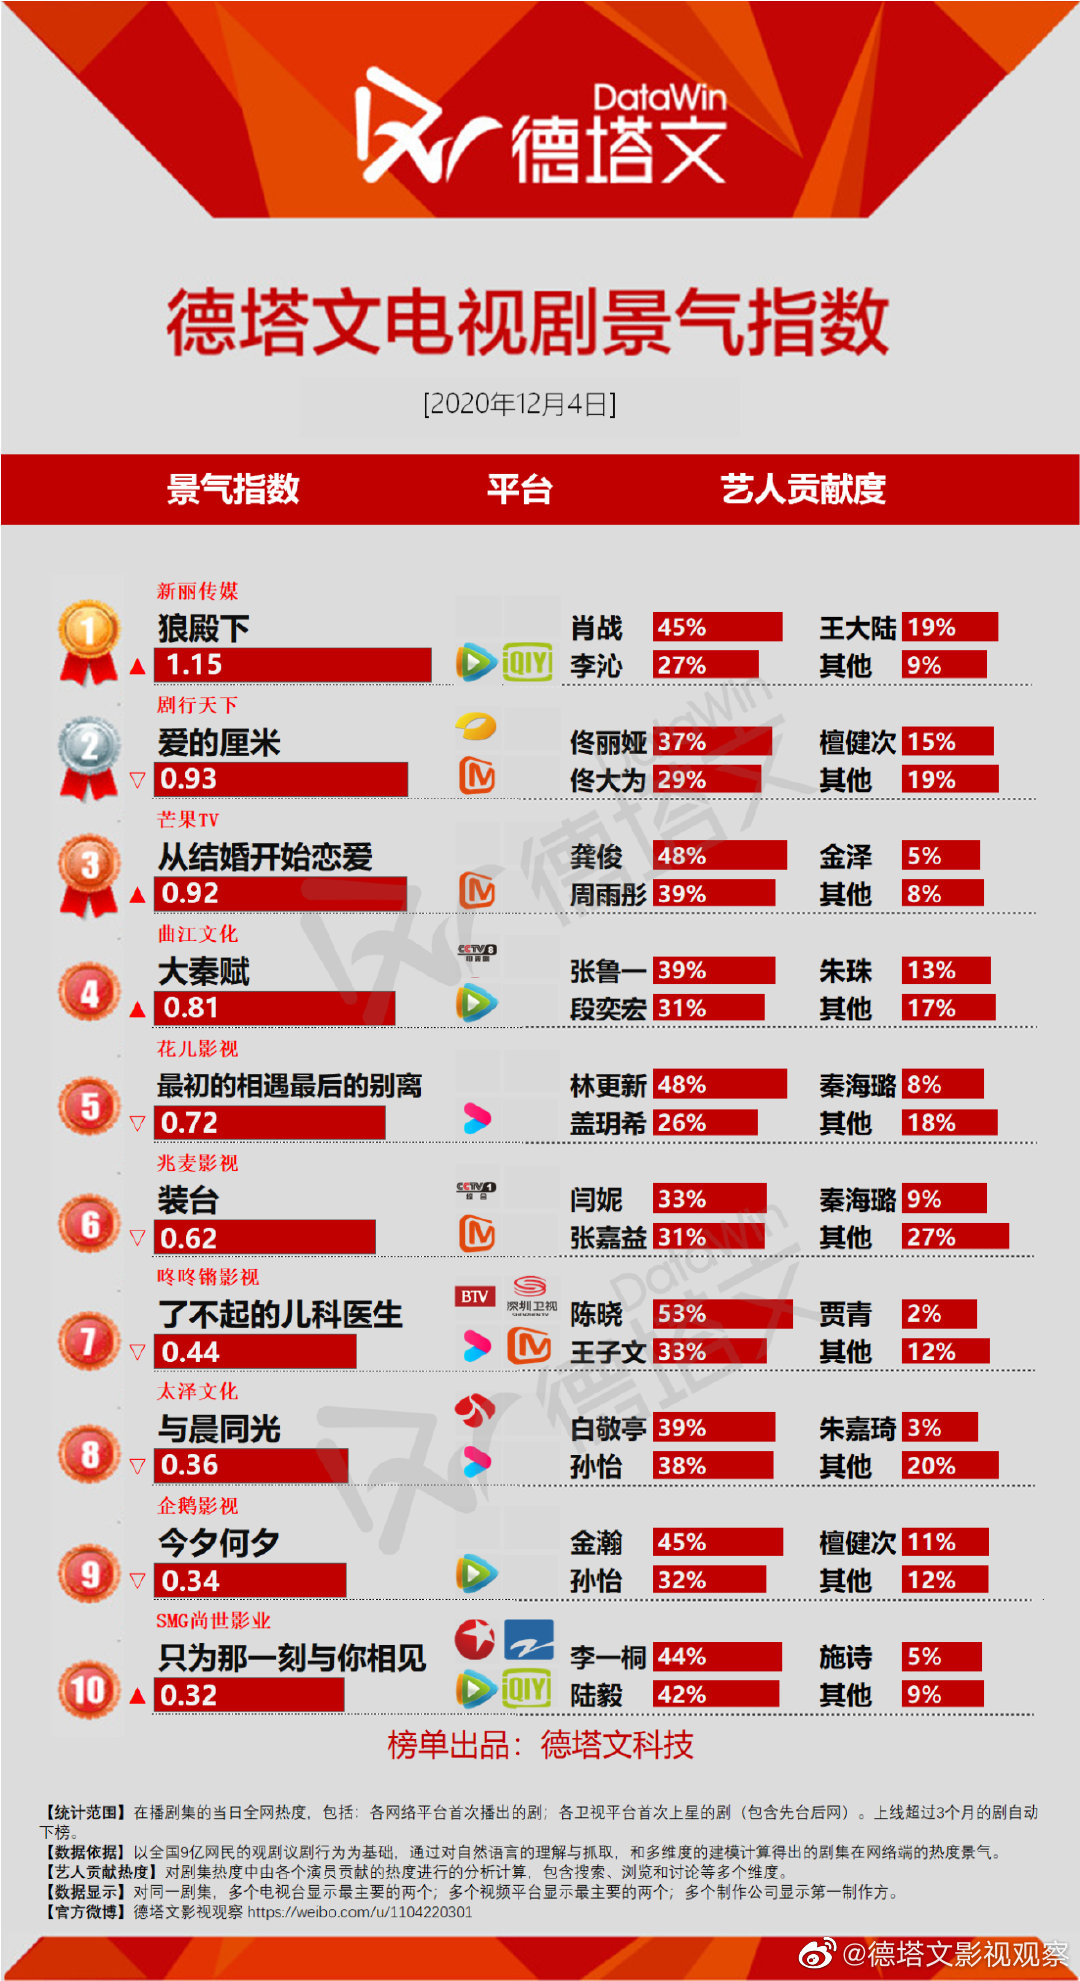 DataWin
德塔文
德塔文电视剧景气指数
[2020年12月4日]
景气指数 平台 艺人贡献度
新丽传媒
1 狼殿下 肖战 45% 王大陆 19%
▲ 1.15 iQIYI 李沁 27% 其他 9%
剧行天下
2 爱的厘米 佟丽娅 37% 檀健次 15%
▽ 0.93 佟大为 29% 其他 19%
芒果TV
3 从结婚开始恋爱 龚俊 48% 金泽 5%
▲ 0.92 周雨彤 39% 其他 8%
曲江文化
4 大秦赋 CCTV 8 电视剧 张鲁一 39% 朱珠 13%
▲ 0.81 段奕宏 31% 其他 17%
花儿影视
5 最初的相遇最后的别离 林更新 48% 秦海璐 8%
▽ 0.72 盖玥希 26% 其他 18%
兆麦影视
6 装台 CCTV 1 综合 闫妮 33% 秦海璐 9%
▽ 0.62 张嘉益 31% 其他 27%
咚咚锵影视
7 了不起的儿科医生 BTV 深圳卫视 SHENZHEN TV 陈晓 53% 贾青 2%
▽ 0.44 王子文 33% 其他 12%
太泽文化
8 与晨同光 白敬亭 39% 朱嘉琦 3%
▽ 0.36 孙怡 38% 其他 20%
企鹅影视
9 今夕何夕 金瀚 45% 檀健次 11%
▽ 0.34 孙怡 32% 其他 12%
SMG尚世影业
10 只为那一刻与你相见 李一桐 44% 施诗 5%
▲ 0.32 iQIYI 陆毅 42% 其他 9%
榜单出品：德塔文科技
【统计范围】在播剧集的当日全网热度，包括：各网络平台首次播出的剧；各卫视平台首次上星的剧（包含先台后网）。上线超过3个月的剧自动
下榜。
【数据依据】以全国9亿网民的观剧议剧行为为基础，通过对自然语言的理解与抓取，和多维度的建模计算得出的剧集在网络端的热度景气。
【艺人贡献热度】对剧集热度中由各个演员贡献的热度进行的分析计算，包含搜索、浏览和讨论等多个维度。
【数据显示】对同一剧集，多个电视台显示最主要的两个；多个视频平台显示最主要的两个；多个制作公司显示第一制作方。
【官方微博】德塔文影视观察 https://weibo.com/u/1104220301
@德塔文影视观察